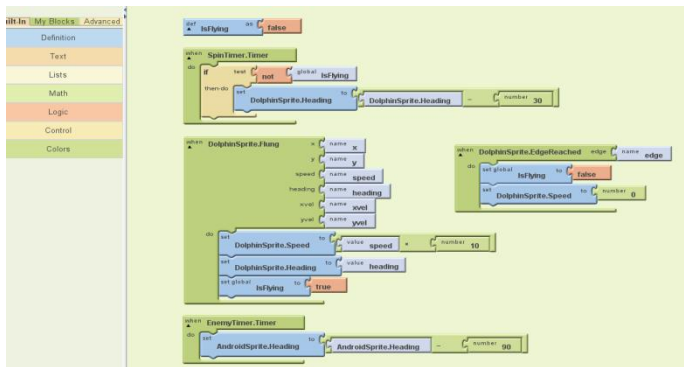 ilt-In My Blocks Advanced
Definition
Text
Lists
Math
Logic
Control
Colors
def IsFlying as false
when SpinTimer.Timer
do if test not global IsFlying
then-do set DolphinSprite.Heading to DolphinSprite.Heading - number 30
when DolphinSprite.Flung x name x
y name y
speed name speed
heading name heading
xvel name xvel
yvel name yvel
do set DolphinSprite.Speed to value speed * number 10
set DolphinSprite.Heading to value heading
set global IsFlying to true
when DolphinSprite.EdgeReached edge name edge
do set global IsFlying to false
set DolphinSprite.Speed to number 0
when EnemyTimer.Timer
do set AndroidSprite.Heading to AndroidSprite.Heading - number 90